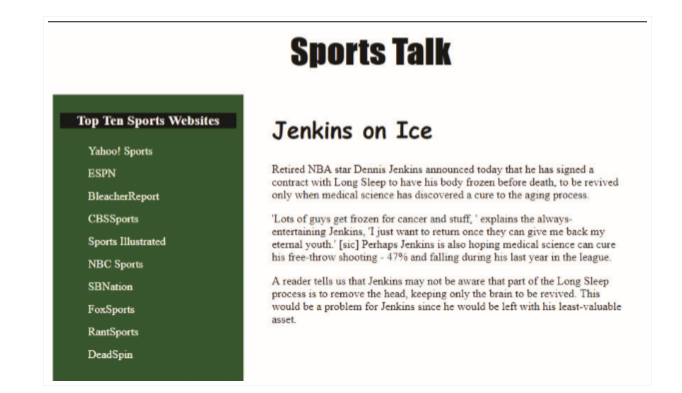 Sports Talk
Top Ten Sports Websites
Yahoo! Sports
ESPN
BleacherReport
CBSSports
Sports Illustrated
NBC Sports
SBNation
FoxSports
RantSports
DeadSpin
Jenkins on Ice
Retired NBA star Dennis Jenkins announced today that he has signed a
contract with Long Sleep to have his body frozen before death, to be revived
only when medical science has discovered a cure to the aging process.
'Lots of guys get frozen for cancer and stuff, ' explains the always-
entertaining Jenkins, 'I just want to return once they can give me back my
eternal youth.' [sic] Perhaps Jenkins is also hoping medical science can cure
his free-throw shooting - 47% and falling during his last year in the league.
A reader tells us that Jenkins may not be aware that part of the Long Sleep
process is to remove the head, keeping only the brain to be revived. This
would be a problem for Jenkins since he would be left with his least-valuable
asset.